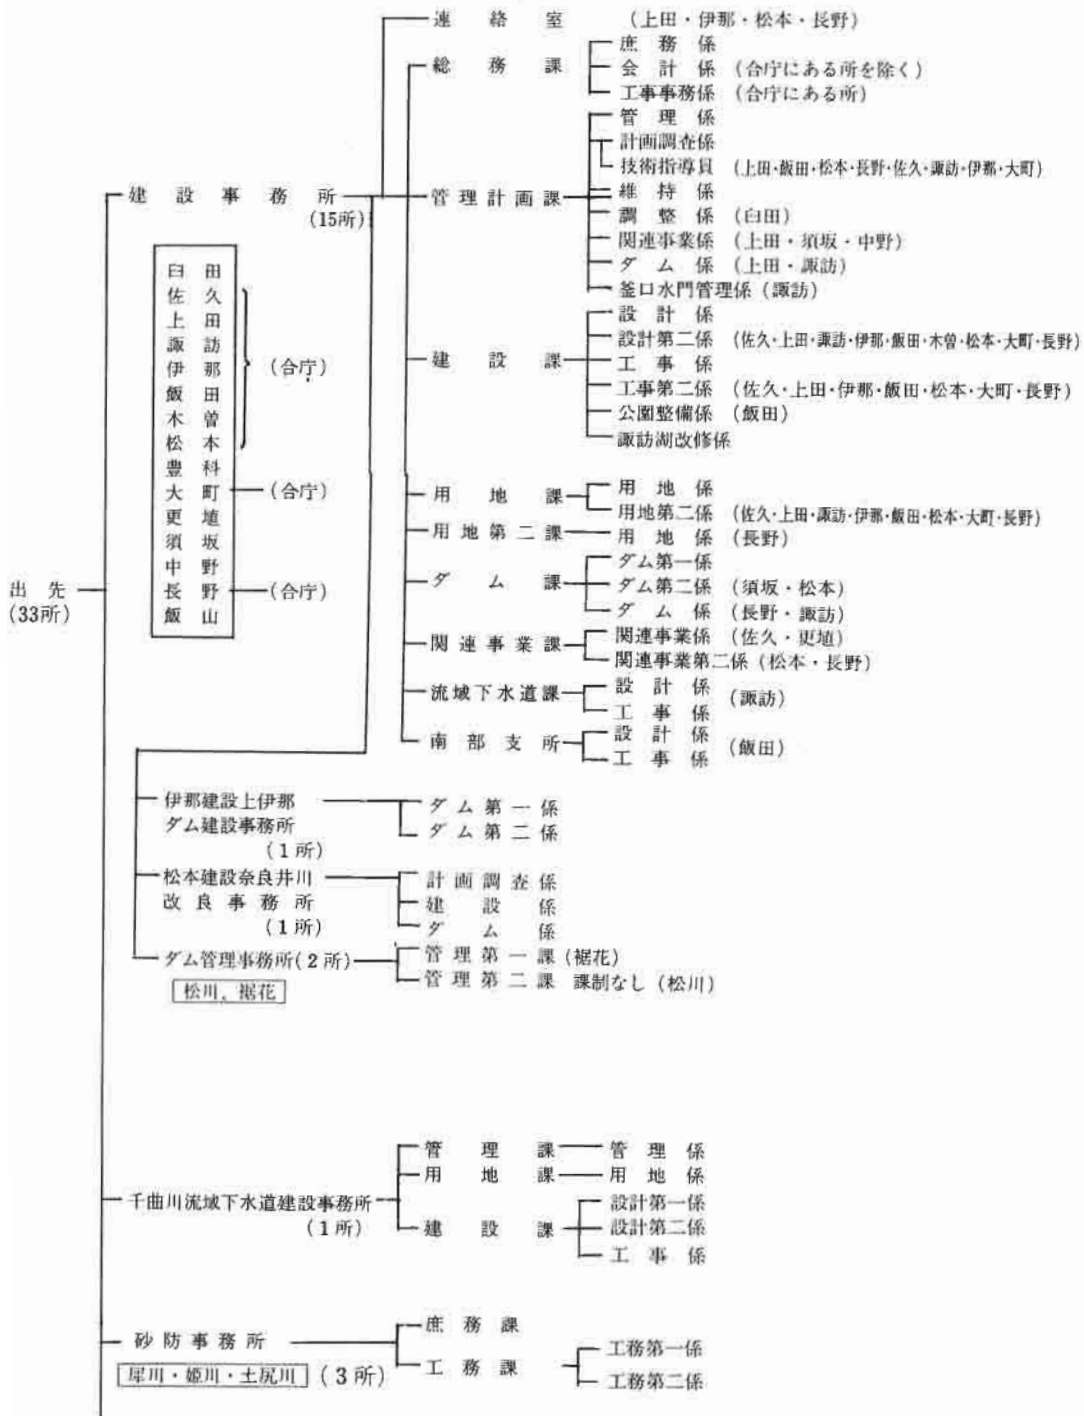 連絡室 (上田・伊那・松本・長野)
総務課
庶務係
会計係 (合庁にある所を除く)
工事事務係 (合庁にある所)
建設事務所
(15所)
管理計画課
管理係
計画調査係
技術指導員 (上田・飯田・松本・長野・佐久・諏訪・伊那・大町)
維持係
調整係 (臼田)
関連事業係 (上田・須坂・中野)
ダム係 (上田・諏訪)
釜口水門管理係 (諏訪)
臼田
佐久
上田
諏訪
伊那 (合庁)
飯田
木曽
松本
豊科
大町 (合庁)
更埴
須坂
中野
長野 (合庁)
飯山
建設課
設計係
設計第二係 (佐久・上田・諏訪・伊那・飯田・木曽・松本・大町・長野)
工事係
工事第二係 (佐久・上田・伊那・飯田・松本・大町・長野)
公園整備係 (飯田)
諏訪湖改修係
用地課
用地係
用地第二係 (佐久・上田・諏訪・伊那・飯田・松本・大町・長野)
用地第二課 用地係 (長野)
出先
(33所)
ダム課
ダム第一係
ダム第二係 (須坂・松本)
ダム係 (長野・諏訪)
関連事業課
関連事業係 (佐久・更埴)
関連事業第二係 (松本・長野)
流域下水道課
設計係
工事係
(諏訪)
南部支所
設計係
工事係
(飯田)
伊那建設上伊那
ダム建設事務所
(1所)
ダム第一係
ダム第二係
松本建設奈良井川
改良事務所
(1所)
計画調査係
建設係
ダム係
ダム管理事務所(2所)
松川、裾花
管理第一課 (裾花)
管理第二課 課制なし (松川)
千曲川流域下水道建設事務所
(1所)
管理課 管理係
用地課 用地係
建設課
設計第一係
設計第二係
工事係
砂防事務所
犀川・姫川・土尻川 (3所)
庶務課
工務課
工務第一係
工務第二係